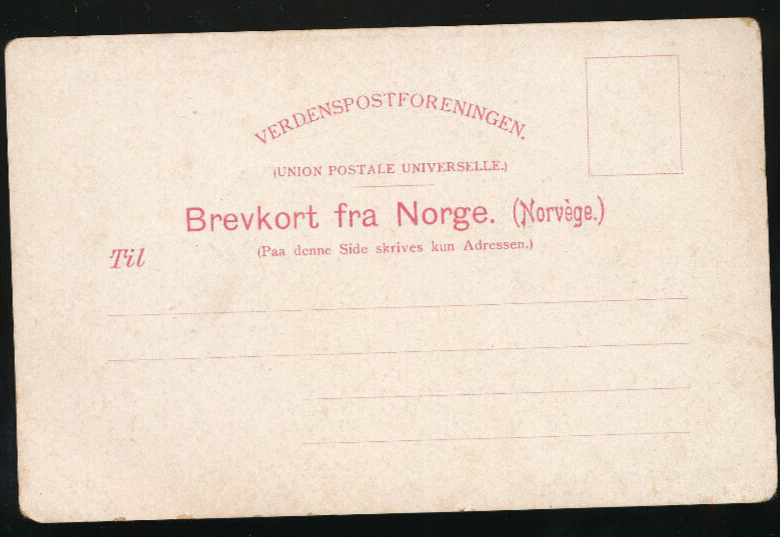 VERDENSPOSTFORENINGEN.
(UNION POSTALE UNIVERSELLE.)
Brevkort fra Norge. (Norvège.)
(Paa denne Side skrives kun Adressen.)
Til